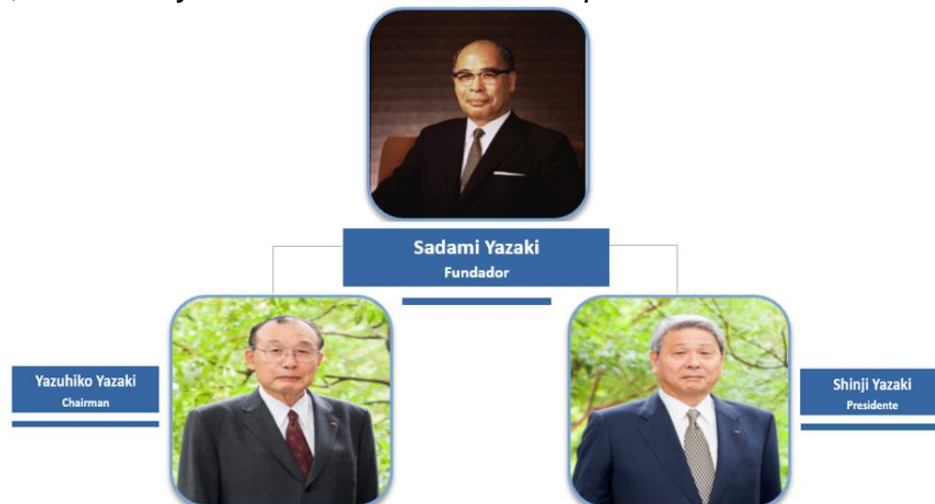 Sadami Yazaki
Fundador
Yazuhiko Yazaki
Chairman
Shinji Yazaki
Presidente